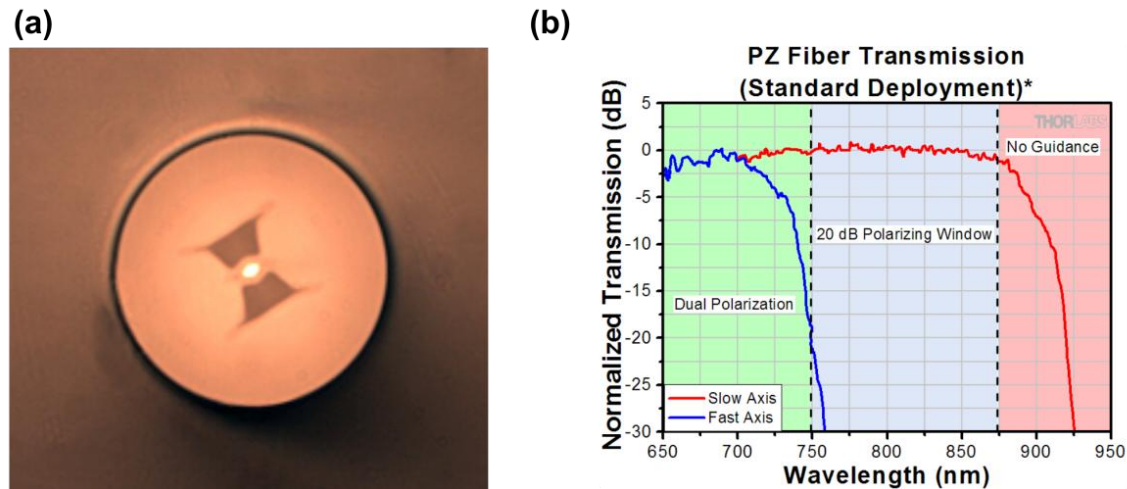 (a)
(b)
PZ Fiber Transmission
(Standard Deployment)*
Normalized Transmission (dB)
5
0
-5
-10
-15
-20
-25
-30
THORLABS
No Guidance
20 dB Polarizing Window
Dual Polarization
Slow Axis
Fast Axis
650 700 750 800 850 900 950
Wavelength (nm)